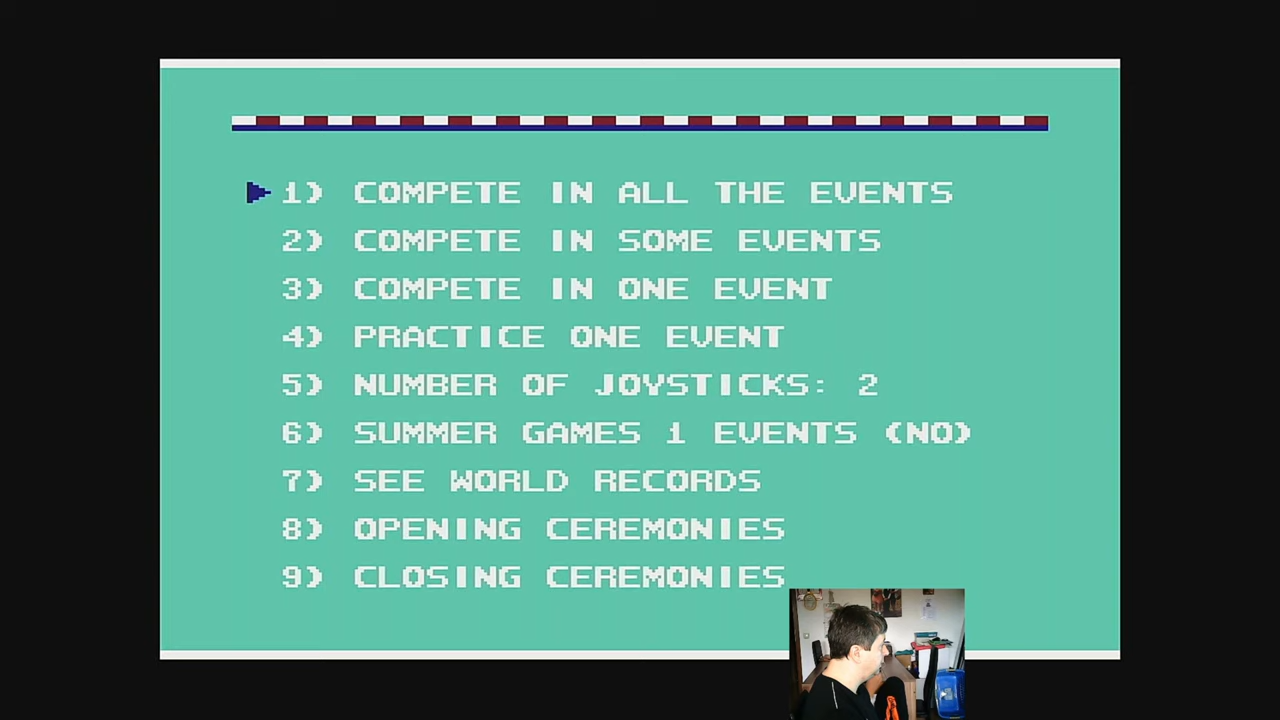 1) COMPETE IN ALL THE EVENTS
2) COMPETE IN SOME EVENTS
3) COMPETE IN ONE EVENT
4) PRACTICE ONE EVENT
5) NUMBER OF JOYSTICKS: 2
6) SUMMER GAMES 1 EVENTS (NO)
7) SEE WORLD RECORDS
8) OPENING CEREMONIES
9) CLOSING CEREMONIES